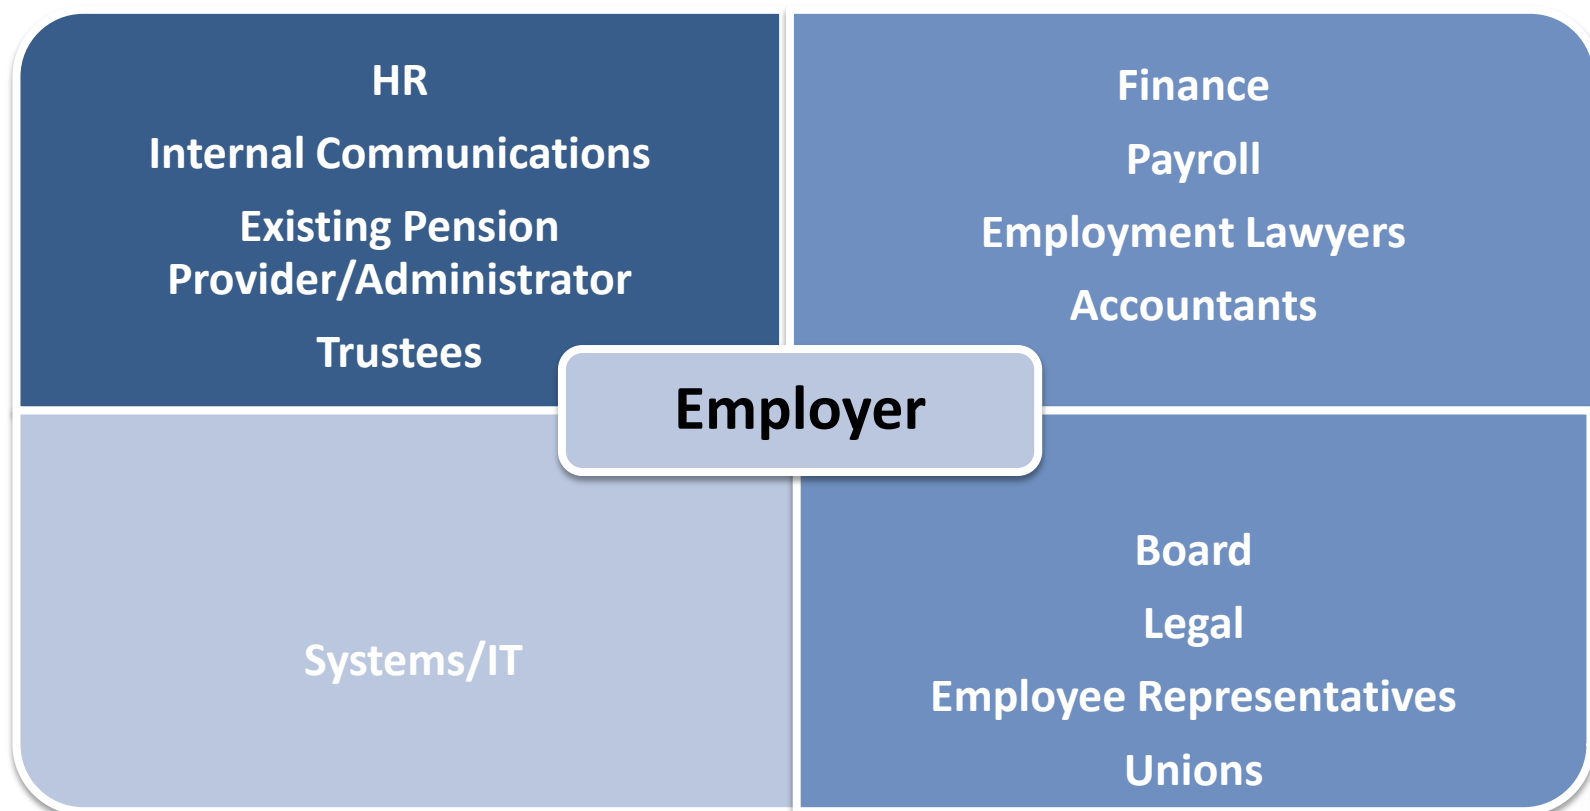 HR
Internal Communications
Existing Pension
Provider/Administrator
Trustees
Finance
Payroll
Employment Lawyers
Accountants
Employer
Systems/IT
Board
Legal
Employee Representatives
Unions